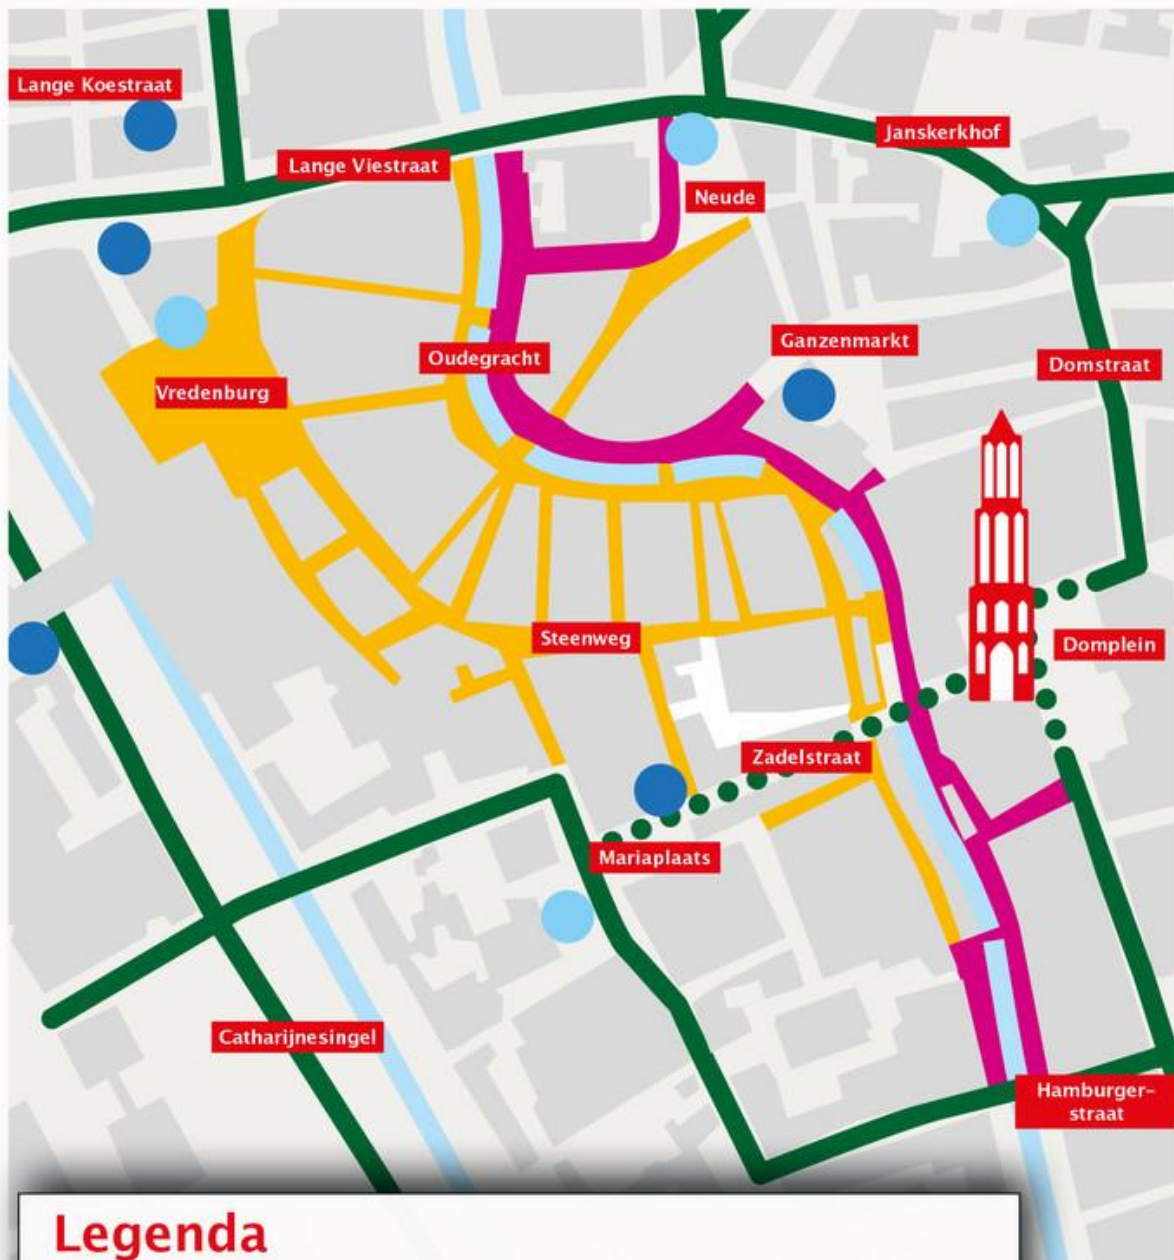 Lange Koestraat
Janskerkhof
Lange Viestraat
Neude
Ganzenmarkt
Oudegracht
Domstraat
Vredenburg
Steenweg
Domplein
Zadelstraat
Mariaplaats
Catharijnesingel
Hamburger-
straat
Legenda